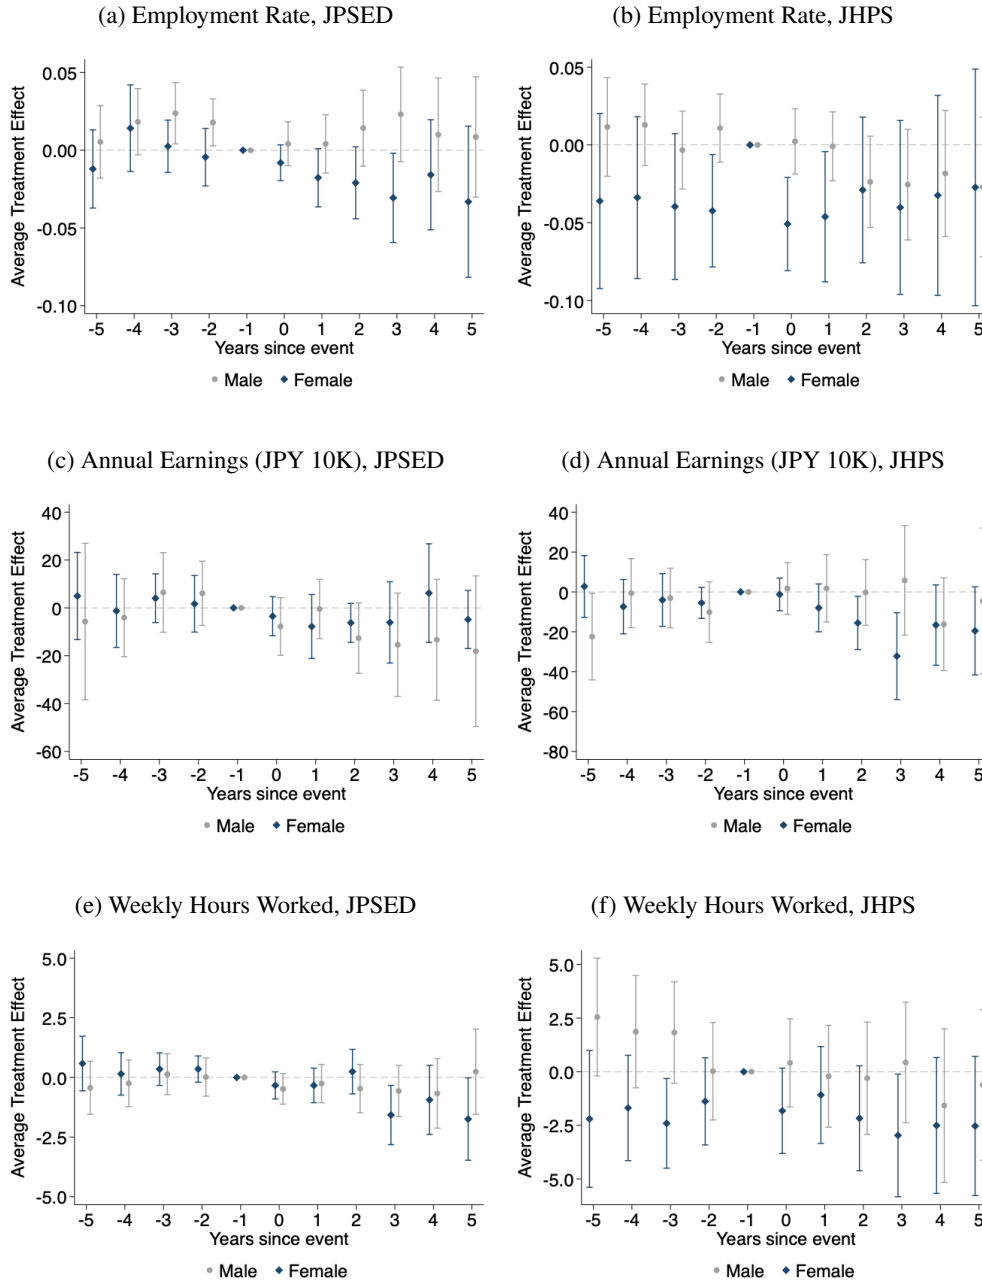 (a) Employment Rate, JPSED
Average Treatment Effect
0.05
0.00
-0.05
-0.10
-5 -4 -3 -2 -1 0 1 2 3 4 5
Years since event
Male Female
(b) Employment Rate, JHPS
Average Treatment Effect
0.05
0.00
-0.05
-0.10
-5 -4 -3 -2 -1 0 1 2 3 4 5
Years since event
Male Female
(c) Annual Earnings (JPY 10K), JPSED
Average Treatment Effect
40
20
0
-20
-40
-60
-5 -4 -3 -2 -1 0 1 2 3 4 5
Years since event
Male Female
(d) Annual Earnings (JPY 10K), JHPS
Average Treatment Effect
40
20
0
-20
-40
-60
-80
-5 -4 -3 -2 -1 0 1 2 3 4 5
Years since event
Male Female
(e) Weekly Hours Worked, JPSED
Average Treatment Effect
5.0
2.5
0.0
-2.5
-5.0
-5 -4 -3 -2 -1 0 1 2 3 4 5
Years since event
Male Female
(f) Weekly Hours Worked, JHPS
Average Treatment Effect
5.0
2.5
0.0
-2.5
-5.0
-5 -4 -3 -2 -1 0 1 2 3 4 5
Years since event
Male Female